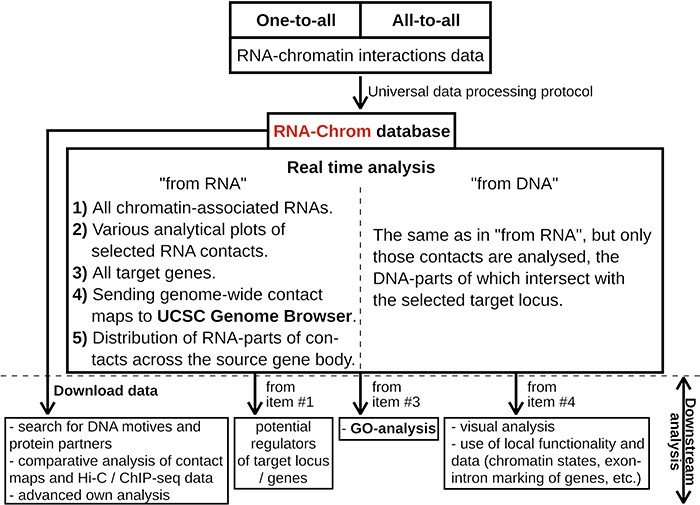 One-to-all
All-to-all
RNA-chromatin interactions data
Universal data processing protocol
RNA-Chrom database
Real time analysis
"from RNA"
"from DNA"
1) All chromatin-associated RNAs.
2) Various analytical plots of
selected RNA contacts.
3) All target genes.
4) Sending genome-wide contact
maps to UCSC Genome Browser.
5) Distribution of RNA-parts of con-
tacts across the source gene body.
The same as in "from RNA", but only
those contacts are analysed, the
DNA-parts of which intersect with
the selected target locus.
Download data
from
item #1
from
item #3
from
item #4
- search for DNA motives and
protein partners
- comparative analysis of contact
maps and Hi-C / ChIP-seq data
- advanced own analysis
potential
regulators
of target locus
/ genes
- GO-analysis
- visual analysis
- use of local functionality and
data (chromatin states, exon-
intron marking of genes, etc.)
Downstream
analysis